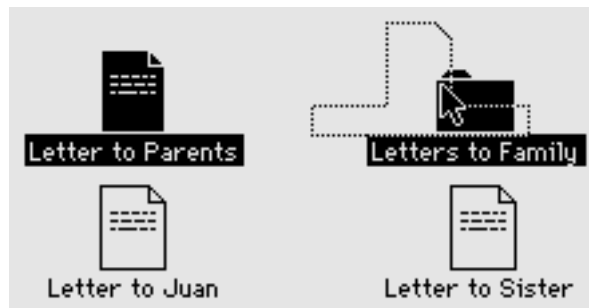 Letter to Parents
Letters to Family
Letter to Juan
Letter to Sister